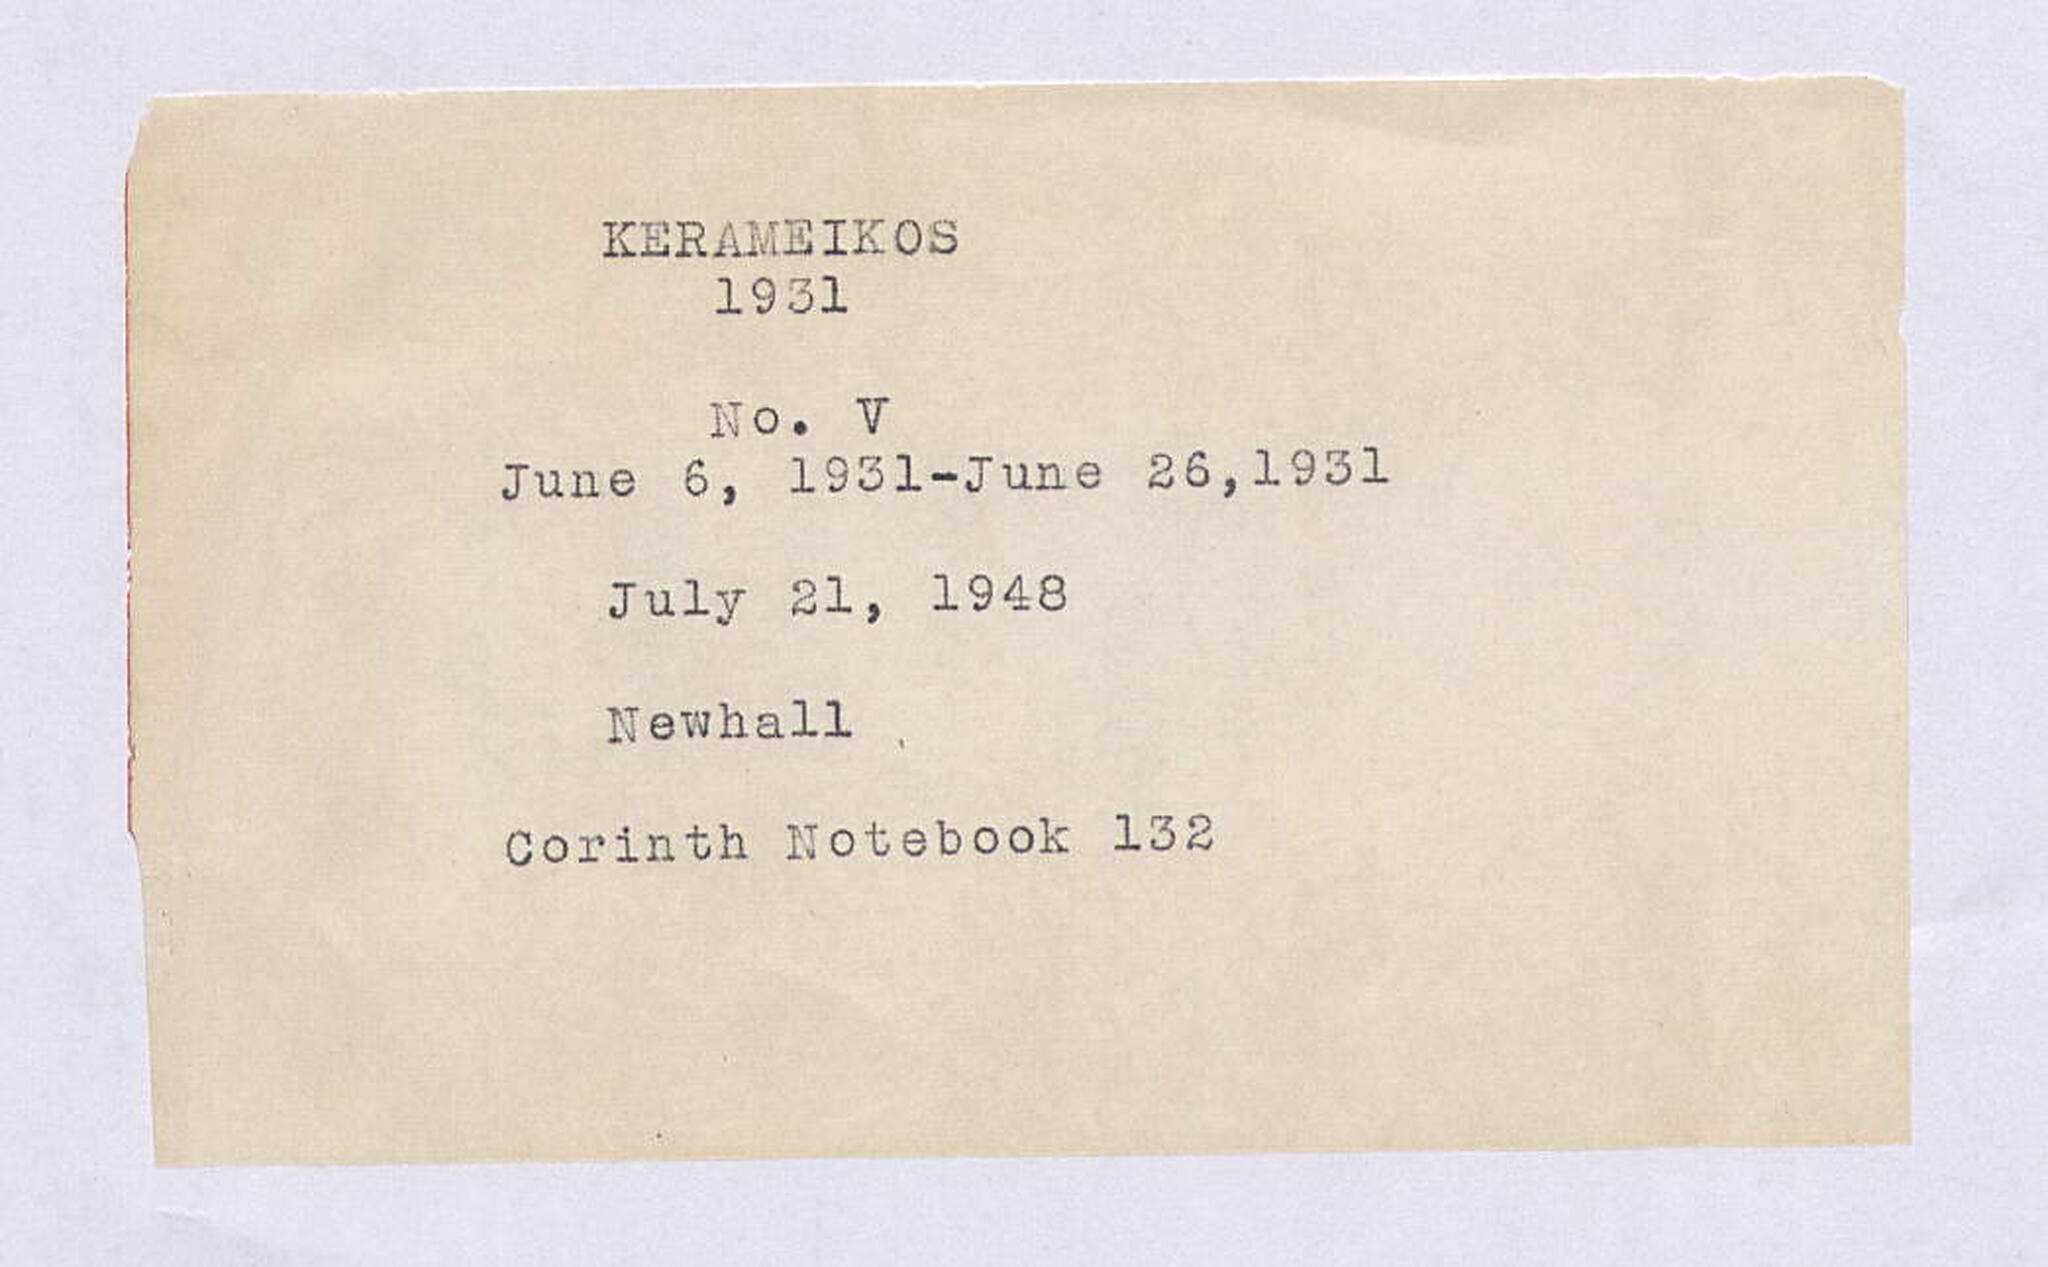 KERAMEIKOS
1931
No. V
June 6, 1931-June 26,1931
July 21, 1948
Newhall
Corinth Notebook 132